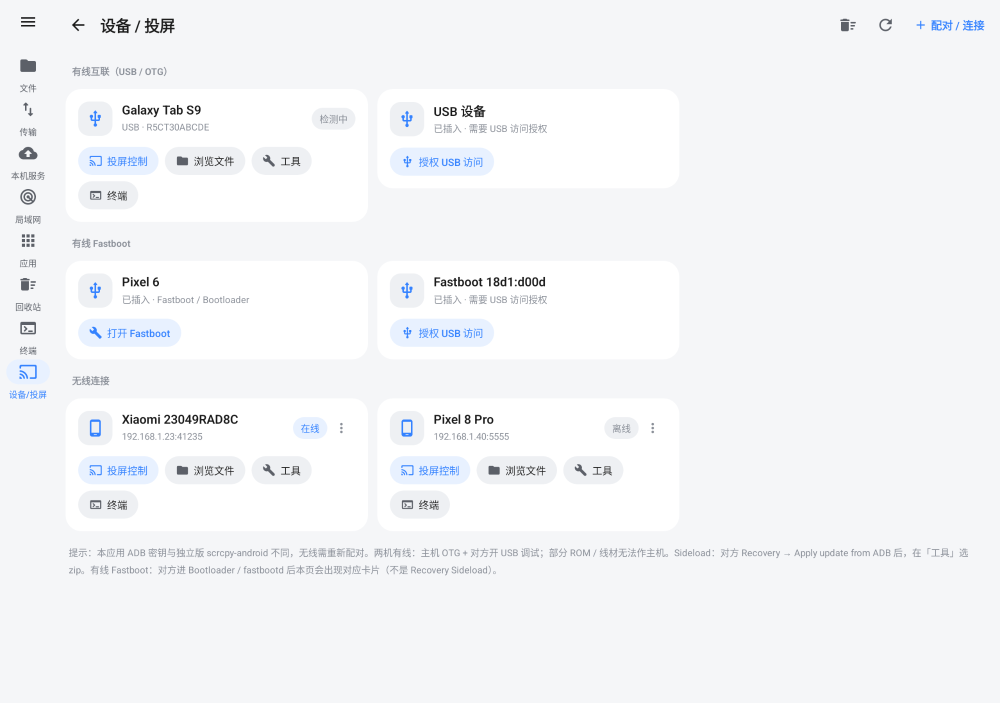 设备 / 投屏
配对 / 连接
文件
传输
本机服务
局域网
应用
回收站
终端
设备/投屏
有线互联（USB / OTG）
Galaxy Tab S9
USB · R5CT30ABCDE
检测中
投屏控制
浏览文件
工具
终端
USB 设备
已插入 · 需要 USB 访问授权
授权 USB 访问
有线 Fastboot
Pixel 6
已插入 · Fastboot / Bootloader
打开 Fastboot
Fastboot 18d1:d00d
已插入 · 需要 USB 访问授权
授权 USB 访问
无线连接
Xiaomi 23049RAD8C
192.168.1.23:41235
在线
投屏控制
浏览文件
工具
终端
Pixel 8 Pro
192.168.1.40:5555
离线
投屏控制
浏览文件
工具
终端
提示：本应用 ADB 密钥与独立版 scrcpy-android 不同，无线需重新配对。两机有线：主机 OTG + 对方开 USB 调试；部分 ROM / 线材无法作主机。Sideload：对方 Recovery → Apply update from ADB 后，在「工具」选
zip。有线 Fastboot：对方进 Bootloader / fastbootd 后本页会出现对应卡片（不是 Recovery Sideload）。